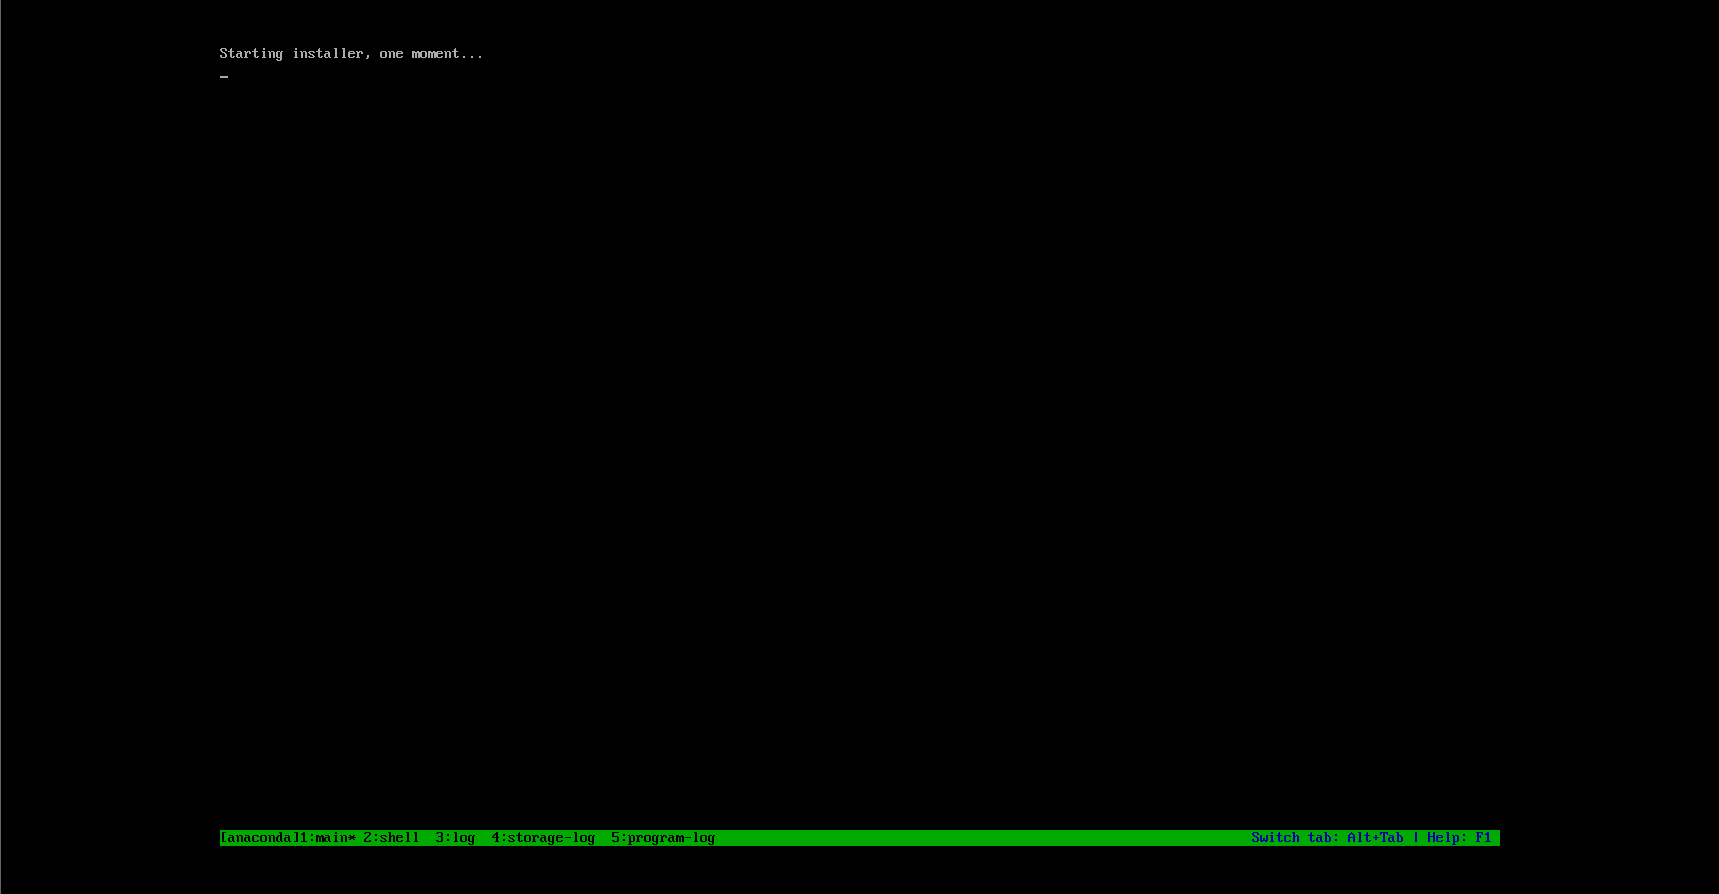 Starting installer, one moment...
[anaconda]1:main* 2:shell  3:log  4:storage-log  5:program-log Switch tab: Alt+Tab | Help: F1